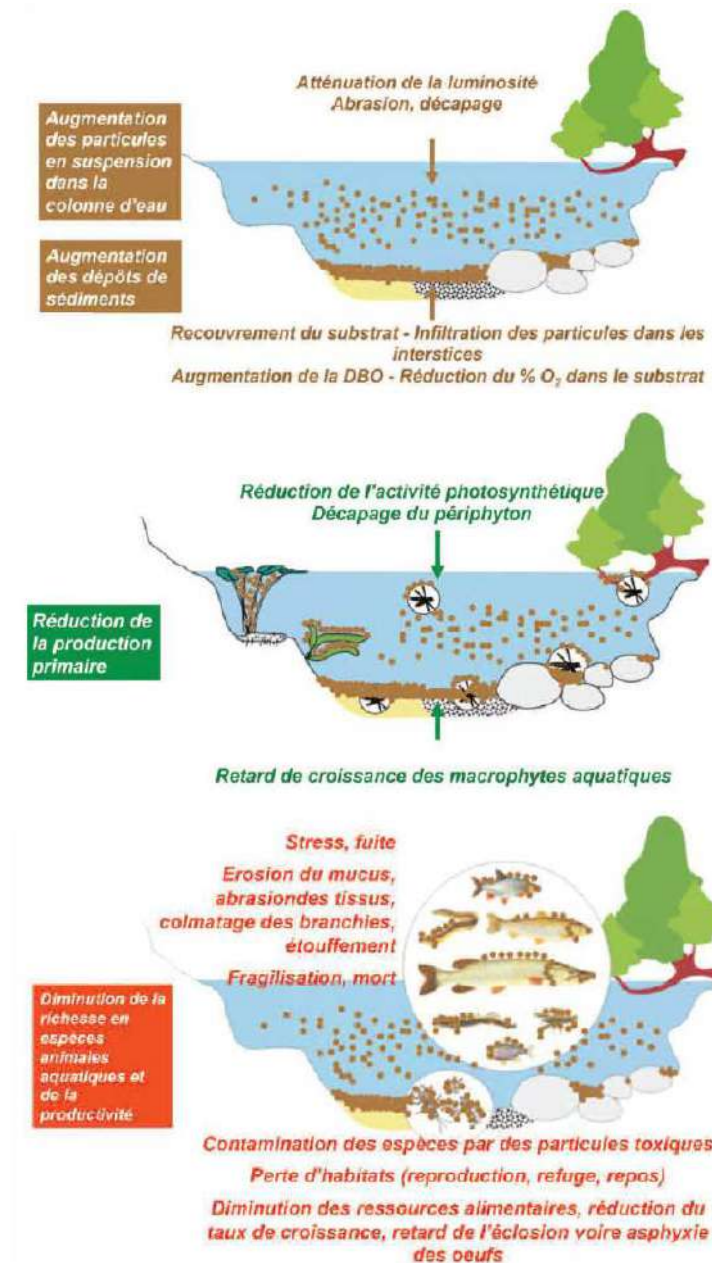 Atténuation de la luminosité
Abrasion, décapage
Augmentation
des particules
en suspension
dans la
colonne d'eau
Augmentation
des dépôts de
sédiments
Recouvrement du substrat - Infiltration des particules dans les
interstices
Augmentation de la DBO - Réduction du % O₂ dans le substrat
Réduction de l'activité photosynthétique
Décapage du périphyton
Réduction de
la production
primaire
Retard de croissance des macrophytes aquatiques
Stress, fuite
Erosion du mucus,
abrasiondes tissus,
colmatage des branchies,
étouffement
Fragilisation, mort
Diminution de la
richesse en
espèces
animales
aquatiques et
de la
productivité
Contamination des espèces par des particules toxiques
Perte d'habitats (reproduction, refuge, repos)
Diminution des ressources alimentaires, réduction du
taux de croissance, retard de l'éclosion voire asphyxie
des oeufs